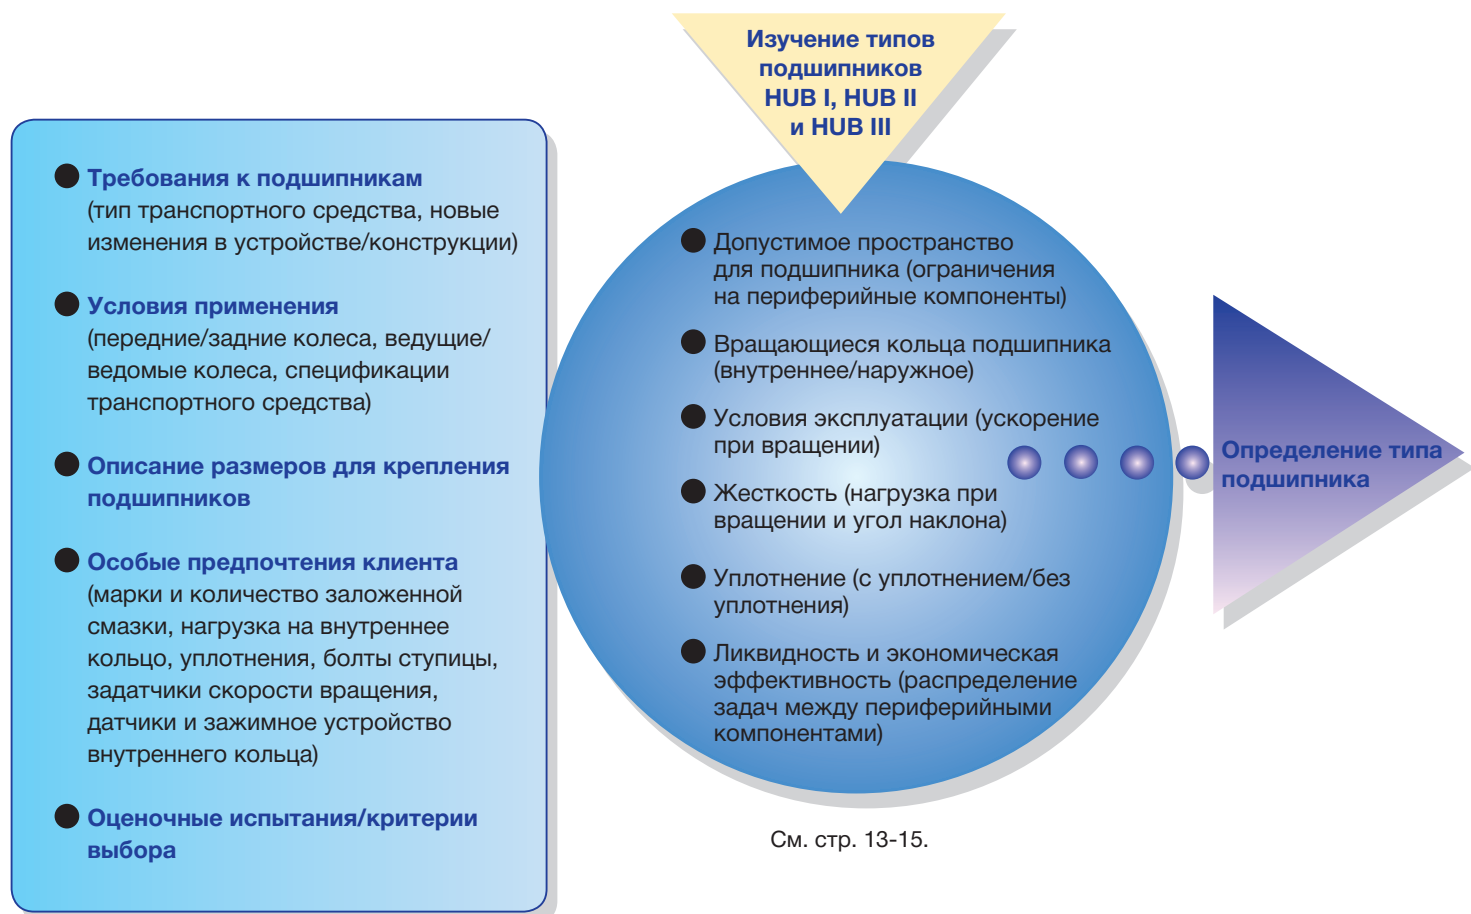 Изучение типов
подшипников
HUB I, HUB II
и HUB III
Требования к подшипникам
(тип транспортного средства, новые
изменения в устройстве/конструкции)
Условия применения
(передние/задние колеса, ведущие/
ведомые колеса, спецификации
транспортного средства)
Описание размеров для крепления
подшипников
Особые предпочтения клиента
(марки и количество заложенной
смазки, нагрузка на внутреннее
кольцо, уплотнения, болты ступицы,
задатчики скорости вращения,
датчики и зажимное устройство
внутреннего кольца)
Оценочные испытания/критерии
выбора
Допустимое пространство
для подшипника (ограничения
на периферийные компоненты)
Вращающиеся кольца подшипника
(внутреннее/наружное)
Условия эксплуатации (ускорение
при вращении)
Жесткость (нагрузка при
вращении и угол наклона)
Уплотнение (с уплотнением/без
уплотнения)
Ликвидность и экономическая
эффективность (распределение
задач между периферийными
компонентами)
Определение типа
подшипника
См. стр. 13-15.